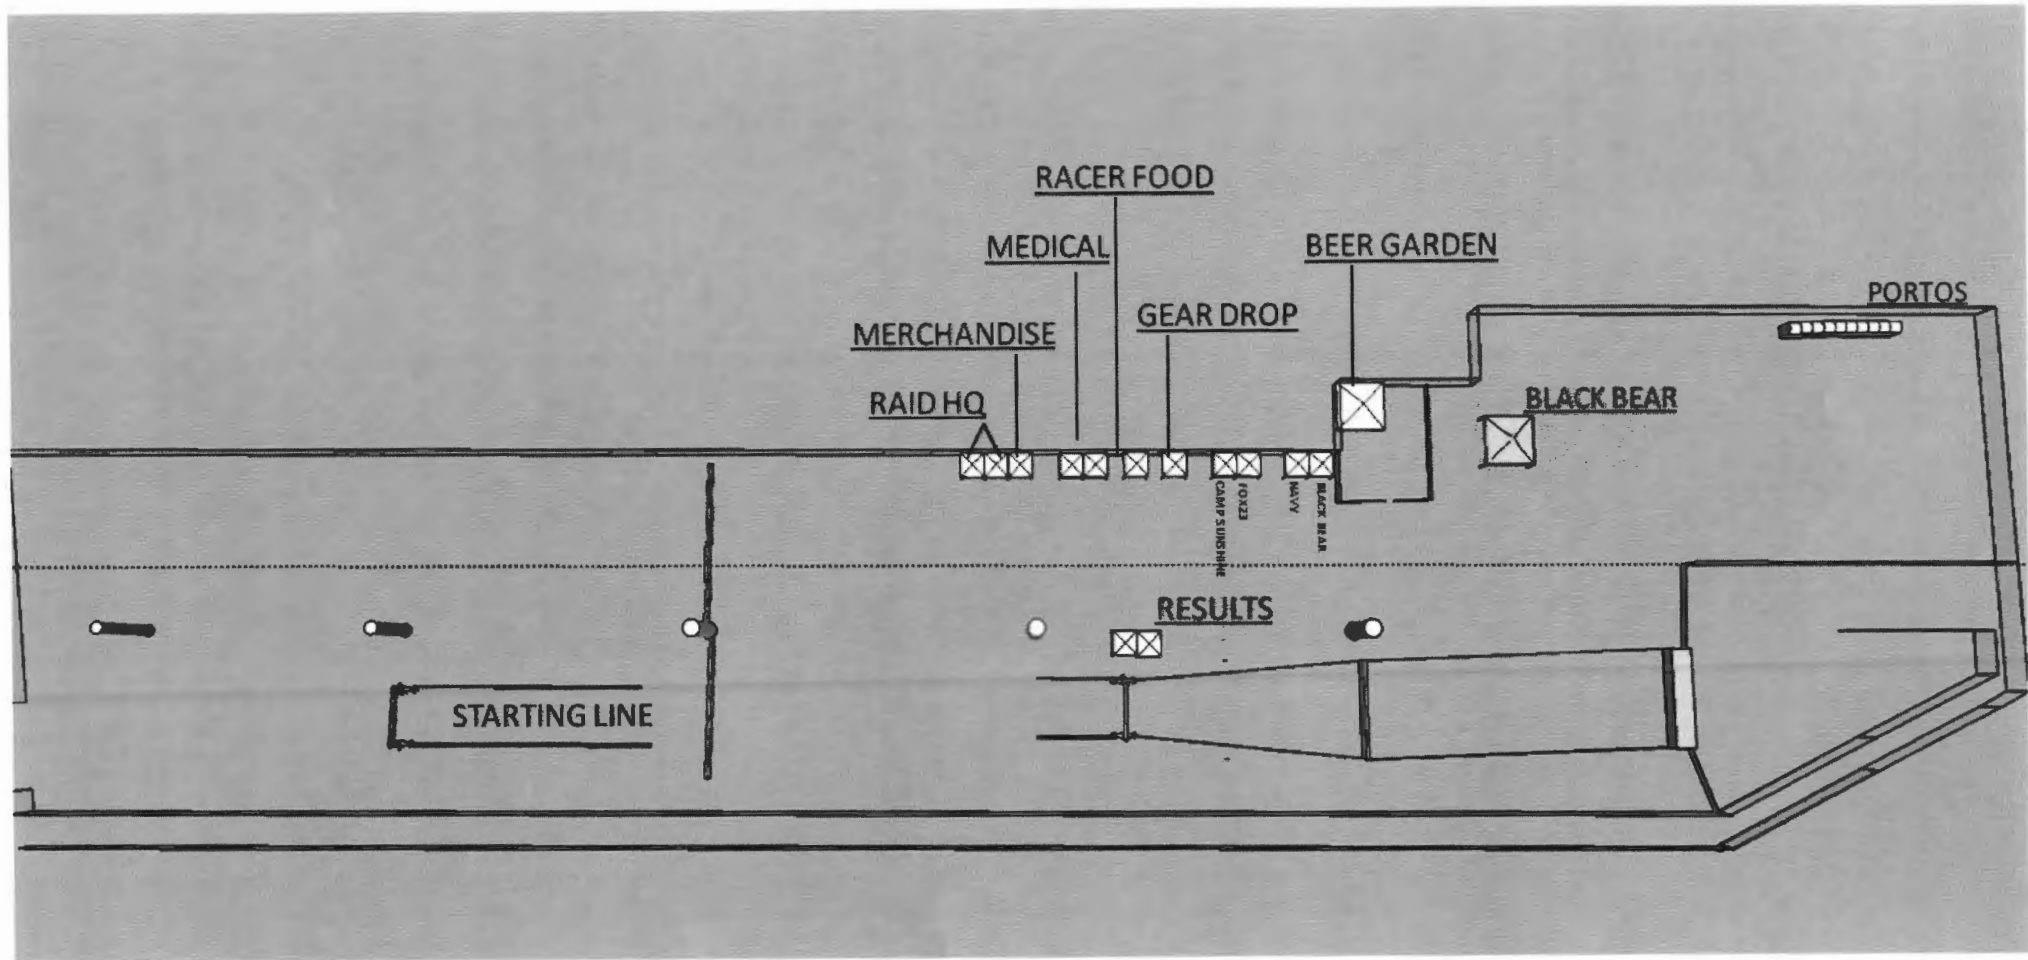 RACER FOOD
MEDICAL
BEER GARDEN
PORTOS
GEAR DROP
MERCHANDISE
RAID HQ
BLACK BEAR
CAMP SUNSHINE
FOX23
NAVY
BLACK BEAR
RESULTS
STARTING LINE